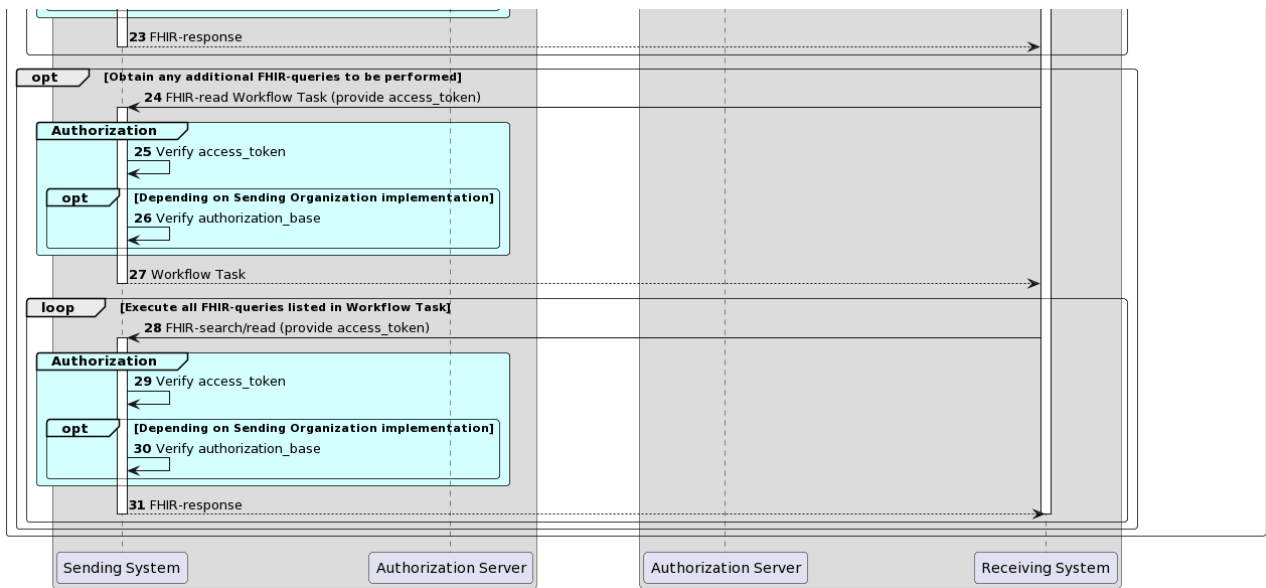 23 FHIR-response
opt [Obtain any additional FHIR-queries to be performed]
24 FHIR-read Workflow Task (provide access_token)
Authorization
25 Verify access_token
opt [Depending on Sending Organization implementation]
26 Verify authorization_base
27 Workflow Task
loop [Execute all FHIR-queries listed in Workflow Task]
28 FHIR-search/read (provide access_token)
Authorization
29 Verify access_token
opt [Depending on Sending Organization implementation]
30 Verify authorization_base
31 FHIR-response
Sending System Authorization Server Authorization Server Receiving System